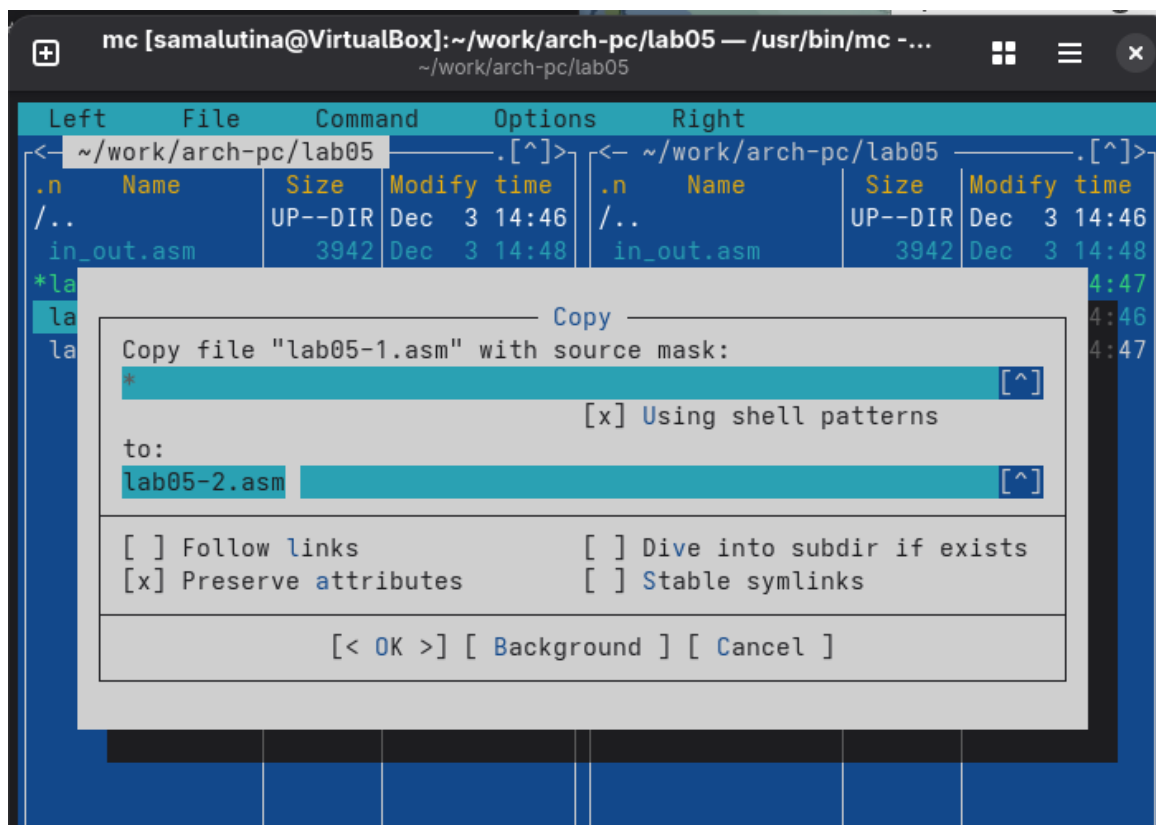 mc [samalutina@VirtualBox]:~/work/arch-pc/lab05 — /usr/bin/mc -...
~/work/arch-pc/lab05
Left File Command Options Right
<─ ~/work/arch-pc/lab05 ─.[^]> <─ ~/work/arch-pc/lab05 ─.[^]>
.n Name Size Modify time .n Name Size Modify time
/.. UP--DIR Dec 3 14:46 /.. UP--DIR Dec 3 14:46
in_out.asm 3942 Dec 3 14:48 in_out.asm 3942 Dec 3 14:48
*la 4:47
la 4:46
la 4:47
Copy
Copy file "lab05-1.asm" with source mask:
* [^]
[x] Using shell patterns
to:
lab05-2.asm [^]
[ ] Follow links [ ] Dive into subdir if exists
[x] Preserve attributes [ ] Stable symlinks
[< OK >] [ Background ] [ Cancel ]